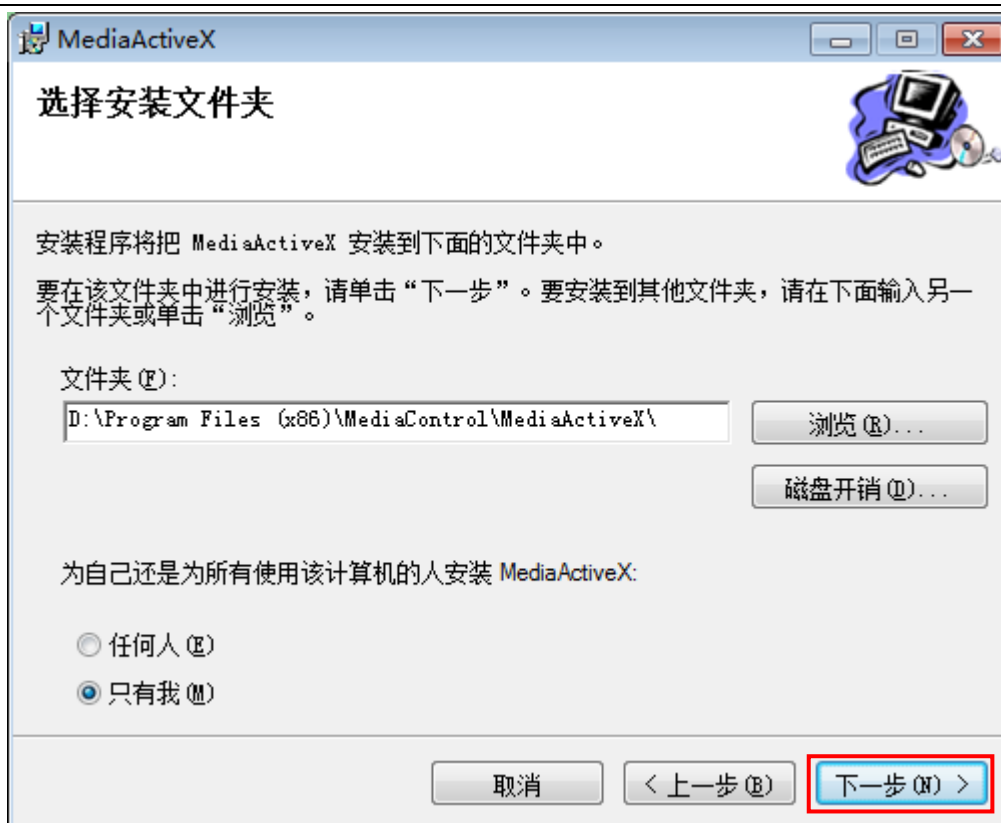 MediaActiveX
选择安装文件夹
安装程序将把 MediaActiveX 安装到下面的文件夹中。
要在该文件夹中进行安装，请单击“下一步”。要安装到其他文件夹，请在下面输入另一
个文件夹或单击“浏览”。
文件夹(F):
D:\Program Files (x86)\MediaControl\MediaActiveX\
浏览(R)...
磁盘开销(D)...
为自己还是为所有使用该计算机的人安装 MediaActiveX:
任何人(E)
只有我(M)
取消
< 上一步(B)
下一步(N) >